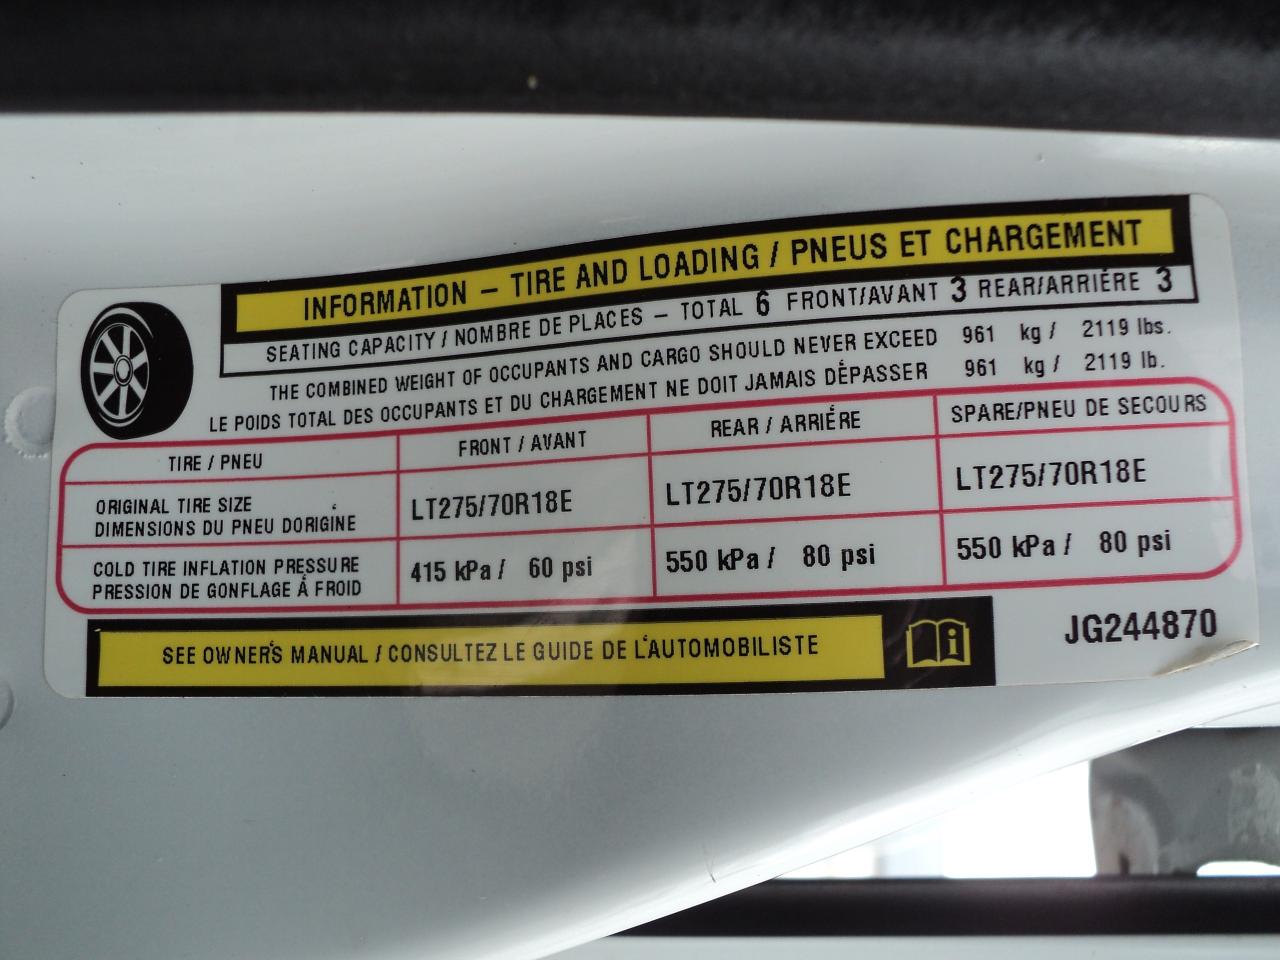 INFORMATION – TIRE AND LOADING / PNEUS ET CHARGEMENT
SEATING CAPACITY / NOMBRE DE PLACES – TOTAL 6 FRONT/AVANT 3 REAR/ARRIÉRE 3
THE COMBINED WEIGHT OF OCCUPANTS AND CARGO SHOULD NEVER EXCEED 961 kg / 2119 lbs.
LE POIDS TOTAL DES OCCUPANTS ET DU CHARGEMENT NE DOIT JAMAIS DÉPASSER 961 kg / 2119 lb.
TIRE / PNEU FRONT / AVANT REAR / ARRIÉRE SPARE/PNEU DE SECOURS
ORIGINAL TIRE SIZE
DIMENSIONS DU PNEU DORIGINE LT275/70R18E LT275/70R18E LT275/70R18E
COLD TIRE INFLATION PRESSURE
PRESSION DE GONFLAGE Á FROID 415 kPa / 60 psi 550 kPa / 80 psi 550 kPa / 80 psi
SEE OWNER'S MANUAL / CONSULTEZ LE GUIDE DE L'AUTOMOBILISTE
JG244870